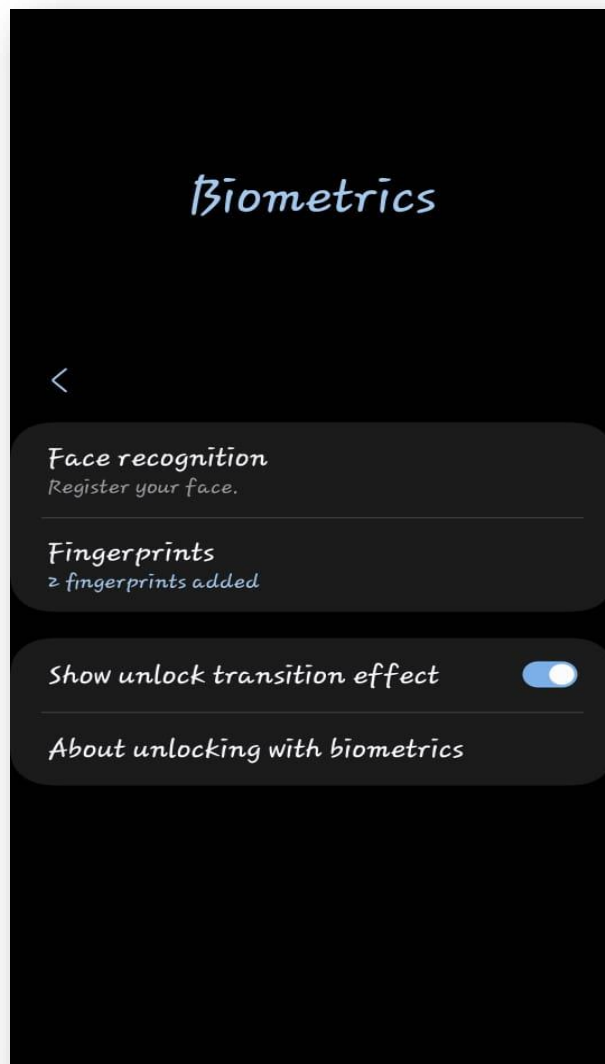 Biometrics
Face recognition
Register your face.
Fingerprints
2 fingerprints added
Show unlock transition effect
About unlocking with biometrics